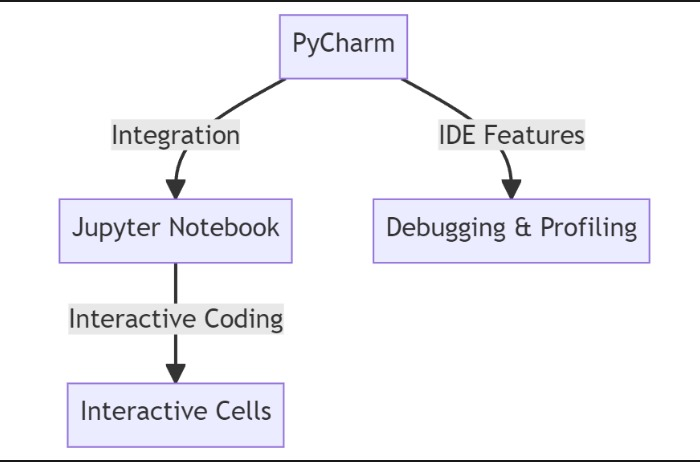 PyCharm
Integration
IDE Features
Jupyter Notebook
Debugging & Profiling
Interactive Coding
Interactive Cells